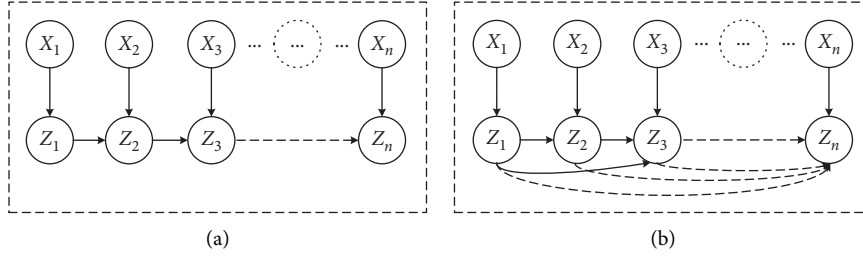 X1 X2 X3 ... ... ... Xn X1 X2 X3 ... ... ... Xn
Z1 Z2 Z3 Zn Z1 Z2 Z3 Zn
(a) (b)